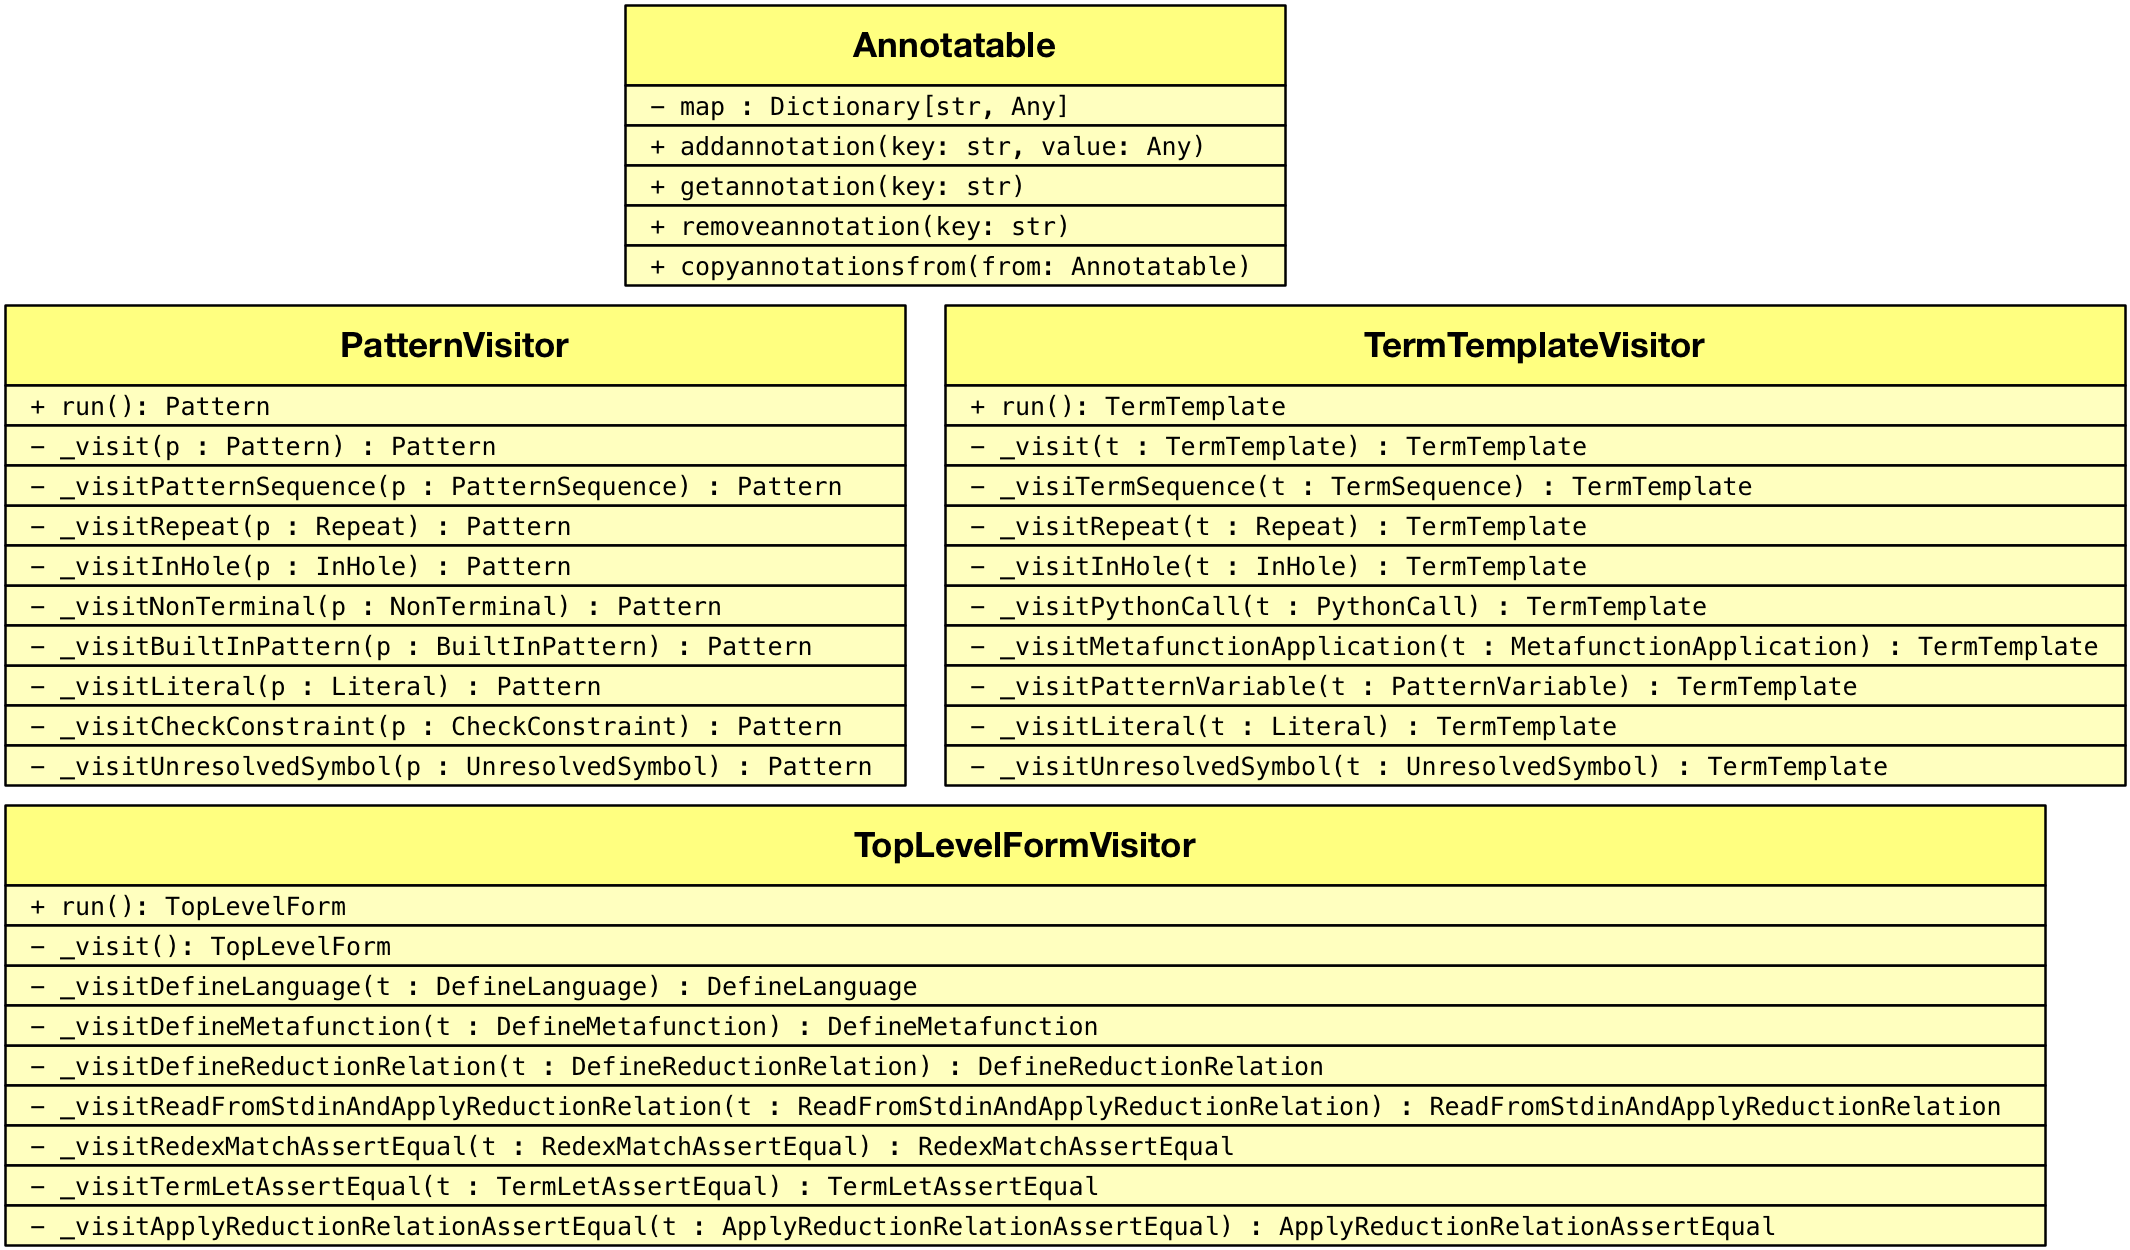 Annotatable
− map : Dictionary[str, Any]
+ addannotation(key: str, value: Any)
+ getannotation(key: str)
+ removeannotation(key: str)
+ copyannotationsfrom(from: Annotatable)
PatternVisitor
+ run(): Pattern
− _visit(p : Pattern) : Pattern
− _visitPatternSequence(p : PatternSequence) : Pattern
− _visitRepeat(p : Repeat) : Pattern
− _visitInHole(p : InHole) : Pattern
− _visitNonTerminal(p : NonTerminal) : Pattern
− _visitBuiltInPattern(p : BuiltInPattern) : Pattern
− _visitLiteral(p : Literal) : Pattern
− _visitCheckConstraint(p : CheckConstraint) : Pattern
− _visitUnresolvedSymbol(p : UnresolvedSymbol) : Pattern
TermTemplateVisitor
+ run(): TermTemplate
− _visit(t : TermTemplate) : TermTemplate
− _visiTermSequence(t : TermSequence) : TermTemplate
− _visitRepeat(t : Repeat) : TermTemplate
− _visitInHole(t : InHole) : TermTemplate
− _visitPythonCall(t : PythonCall) : TermTemplate
− _visitMetafunctionApplication(t : MetafunctionApplication) : TermTemplate
− _visitPatternVariable(t : PatternVariable) : TermTemplate
− _visitLiteral(t : Literal) : TermTemplate
− _visitUnresolvedSymbol(t : UnresolvedSymbol) : TermTemplate
TopLevelFormVisitor
+ run(): TopLevelForm
− _visit(): TopLevelForm
− _visitDefineLanguage(t : DefineLanguage) : DefineLanguage
− _visitDefineMetafunction(t : DefineMetafunction) : DefineMetafunction
− _visitDefineReductionRelation(t : DefineReductionRelation) : DefineReductionRelation
− _visitReadFromStdinAndApplyReductionRelation(t : ReadFromStdinAndApplyReductionRelation) : ReadFromStdinAndApplyReductionRelation
− _visitRedexMatchAssertEqual(t : RedexMatchAssertEqual) : RedexMatchAssertEqual
− _visitTermLetAssertEqual(t : TermLetAssertEqual) : TermLetAssertEqual
− _visitApplyReductionRelationAssertEqual(t : ApplyReductionRelationAssertEqual) : ApplyReductionRelationAssertEqual